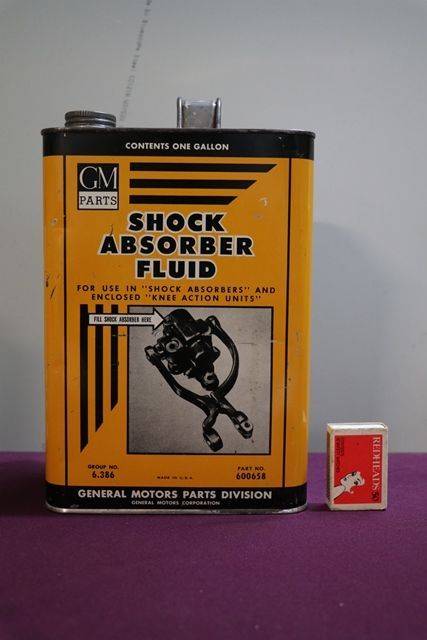 CONTENTS ONE GALLON
GM
PARTS
SHOCK
ABSORBER
FLUID
FOR USE IN "SHOCK ABSORBERS" AND
ENCLOSED "KNEE ACTION UNITS"
FILL SHOCK ABSORBER HERE
GROUP NO.
6.386
MADE IN U.S.A.
PART NO.
600658
GENERAL MOTORS PARTS DIVISION
GENERAL MOTORS CORPORATION
REDHEADS
50